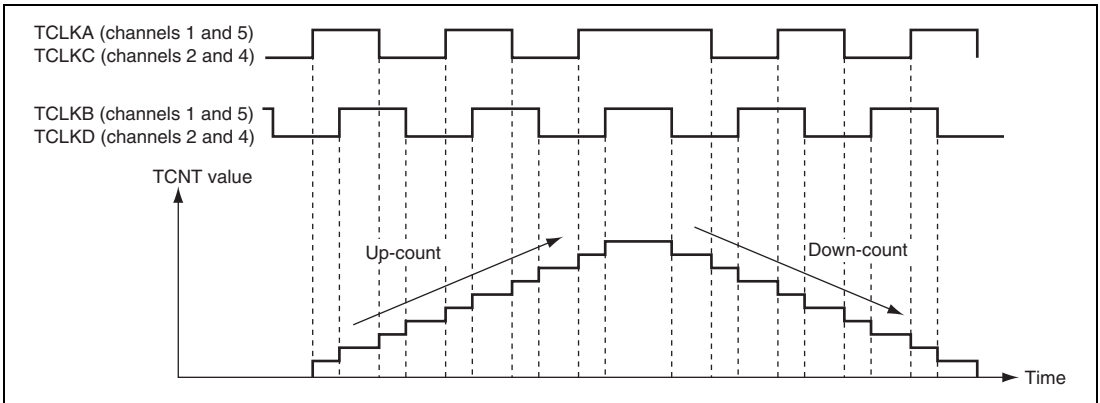 TCLKA (channels 1 and 5)
TCLKC (channels 2 and 4)
TCLKB (channels 1 and 5)
TCLKD (channels 2 and 4)
TCNT value
Up-count
Down-count
Time